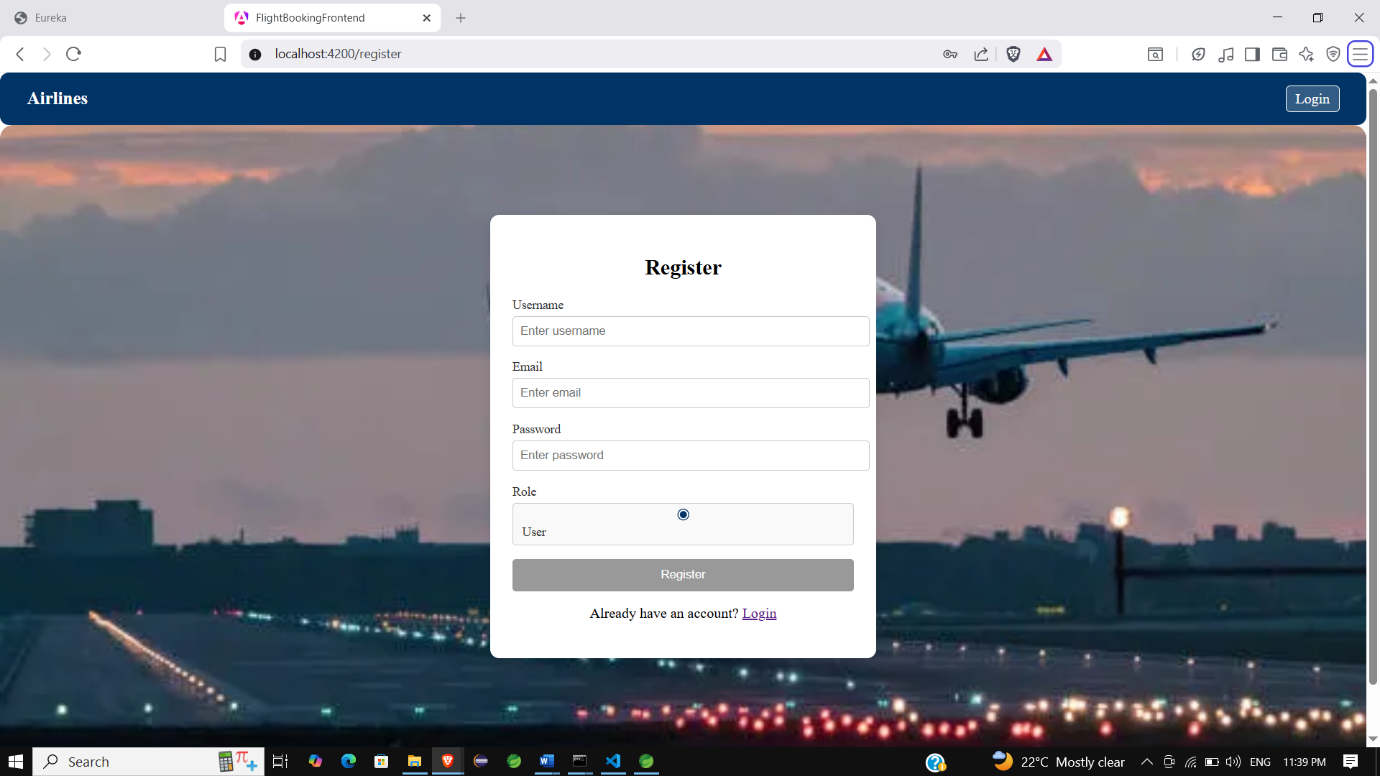 Eureka
FlightBookingFrontend
localhost:4200/register
Airlines
Login
Register
Username
Enter username
Email
Enter email
Password
Enter password
Role
User
Register
Already have an account? Login
Search
22°C Mostly clear
ENG
11:39 PM